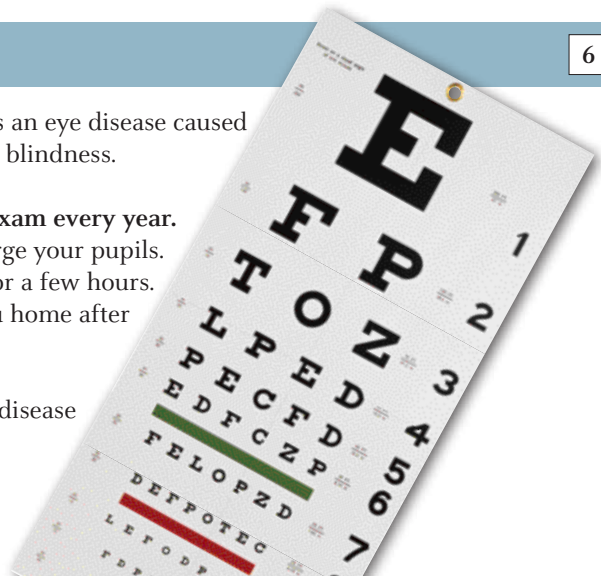 6
s an eye disease caused
blindness.
xam every year.
rge your pupils.
or a few hours.
home after
disease
E
1
F P
2
T O Z
3
L P E D
4
P E C F D
5
E D F C Z P
6
F E L O P Z D
7
D E F P O T E C
L E F O D P
F D P